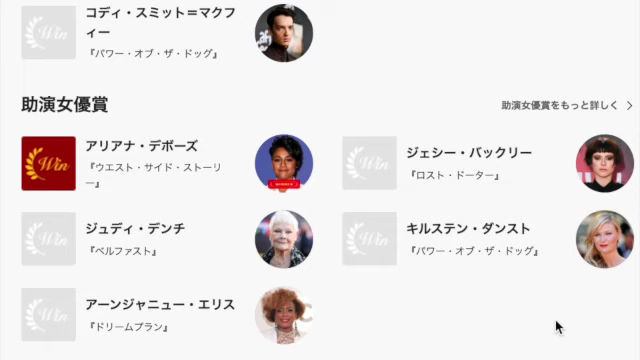 Win
コディ・スミット＝マクフ
ィー
『パワー・オブ・ザ・ドッグ』
助演女優賞
助演女優賞をもっと詳しく
Win
アリアナ・デボーズ
『ウエスト・サイド・ストーリ
ー』
WINNER
Win
ジェシー・バックリー
『ロスト・ドーター』
Win
ジュディ・デンチ
『ベルファスト』
Win
キルステン・ダンスト
『パワー・オブ・ザ・ドッグ』
Win
アーンジャニュー・エリス
『ドリームプラン』